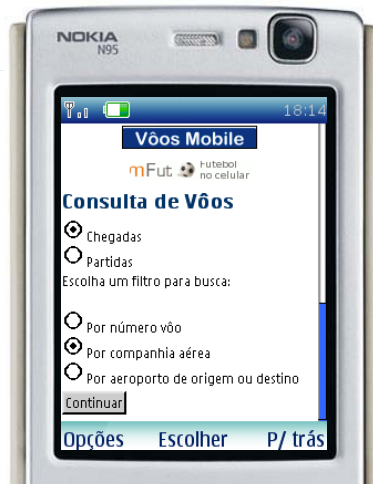 NOKIA
N95
18:14
Vôos Mobile
mFut Futebol
no celular
Consulta de Vôos
Chegadas
Partidas
Escolha um filtro para busca:
Por número vôo
Por companhia aérea
Por aeroporto de origem ou destino
Continuar
Opções Escolher P/ trás